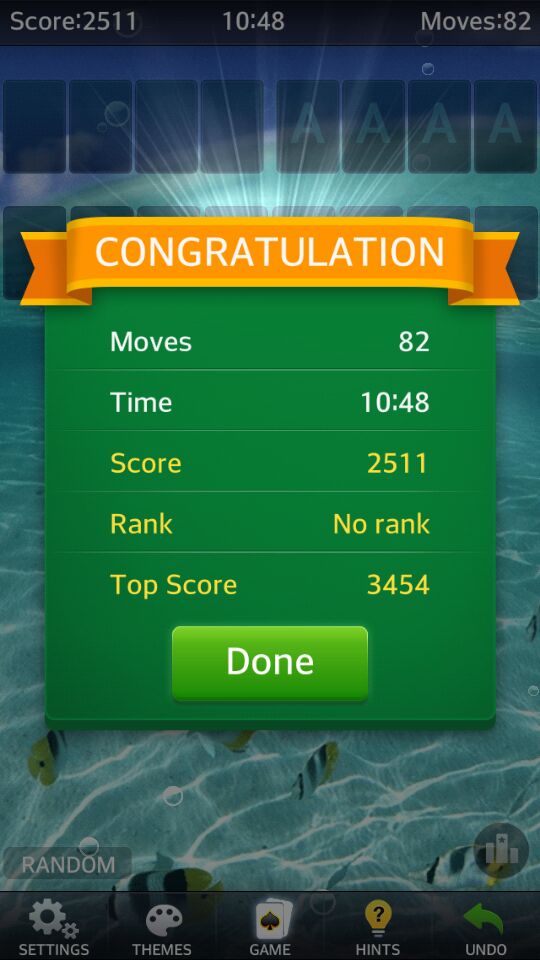 Score:2511 10:48 Moves:82
A A A A
CONGRATULATION
Moves 82
Time 10:48
Score 2511
Rank No rank
Top Score 3454
Done
RANDOM
SETTINGS THEMES GAME HINTS UNDO